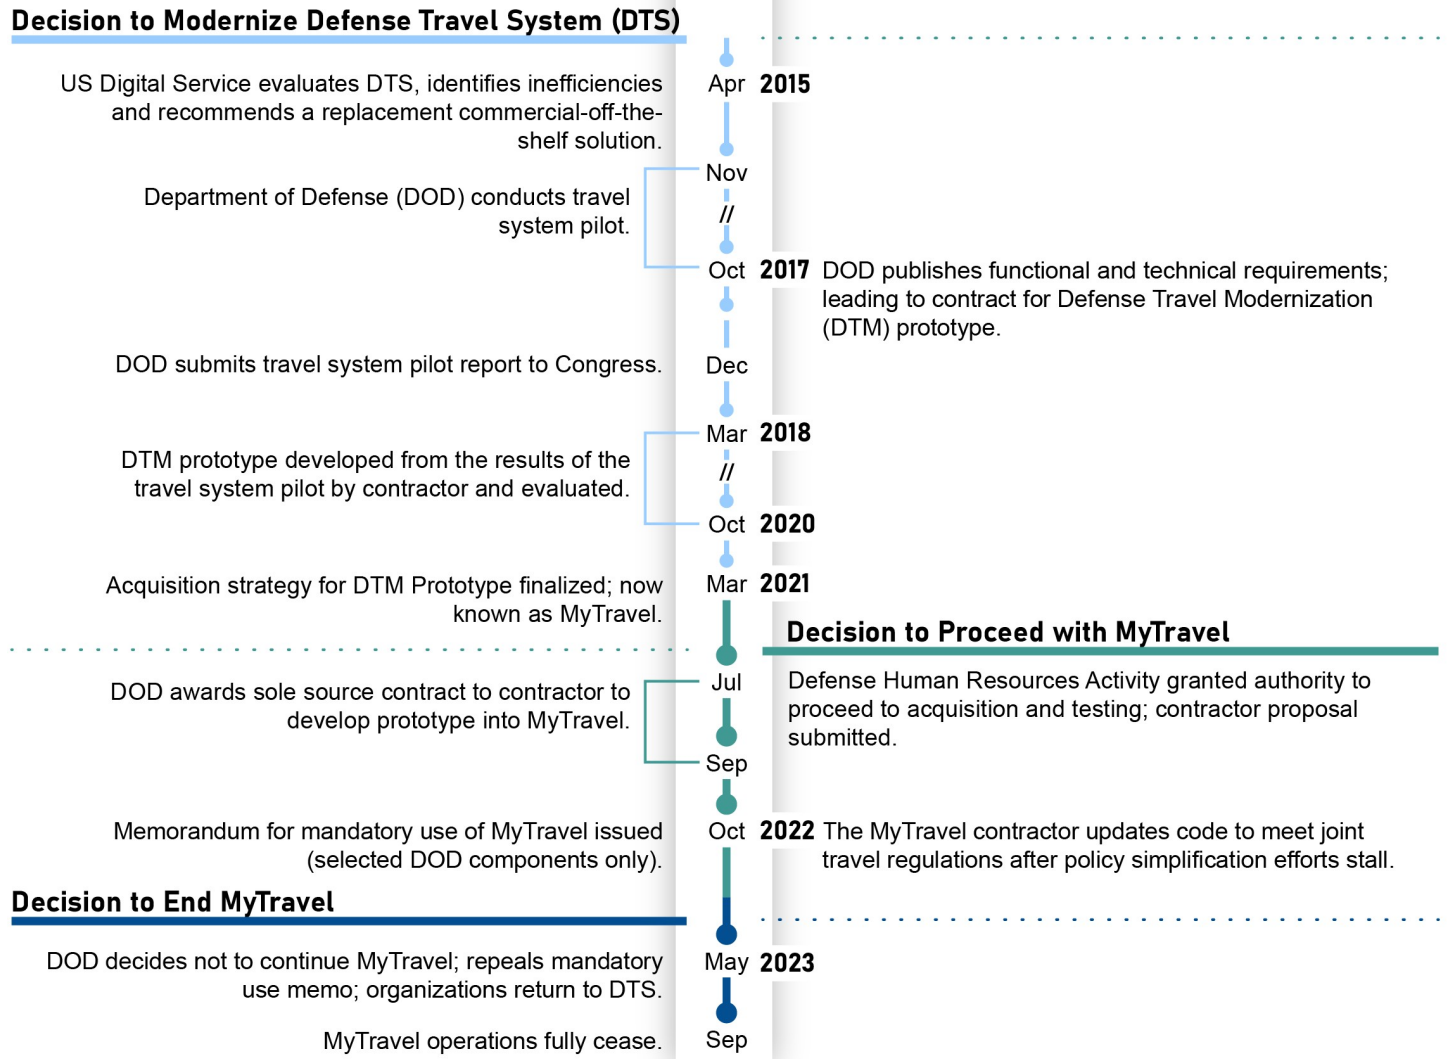 Decision to Modernize Defense Travel System (DTS)
Apr 2015
US Digital Service evaluates DTS, identifies inefficiencies
and recommends a replacement commercial-off-the-
shelf solution.
Nov
Department of Defense (DOD) conducts travel
system pilot.
//
Oct 2017
DOD publishes functional and technical requirements;
leading to contract for Defense Travel Modernization
(DTM) prototype.
DOD submits travel system pilot report to Congress.
Dec
Mar 2018
DTM prototype developed from the results of the
travel system pilot by contractor and evaluated.
//
Oct 2020
Mar 2021
Acquisition strategy for DTM Prototype finalized; now
known as MyTravel.
Decision to Proceed with MyTravel
Jul
DOD awards sole source contract to contractor to
develop prototype into MyTravel.
Defense Human Resources Activity granted authority to
proceed to acquisition and testing; contractor proposal
submitted.
Sep
Memorandum for mandatory use of MyTravel issued
(selected DOD components only).
Oct 2022
The MyTravel contractor updates code to meet joint
travel regulations after policy simplification efforts stall.
Decision to End MyTravel
DOD decides not to continue MyTravel; repeals mandatory
use memo; organizations return to DTS.
May 2023
MyTravel operations fully cease.
Sep